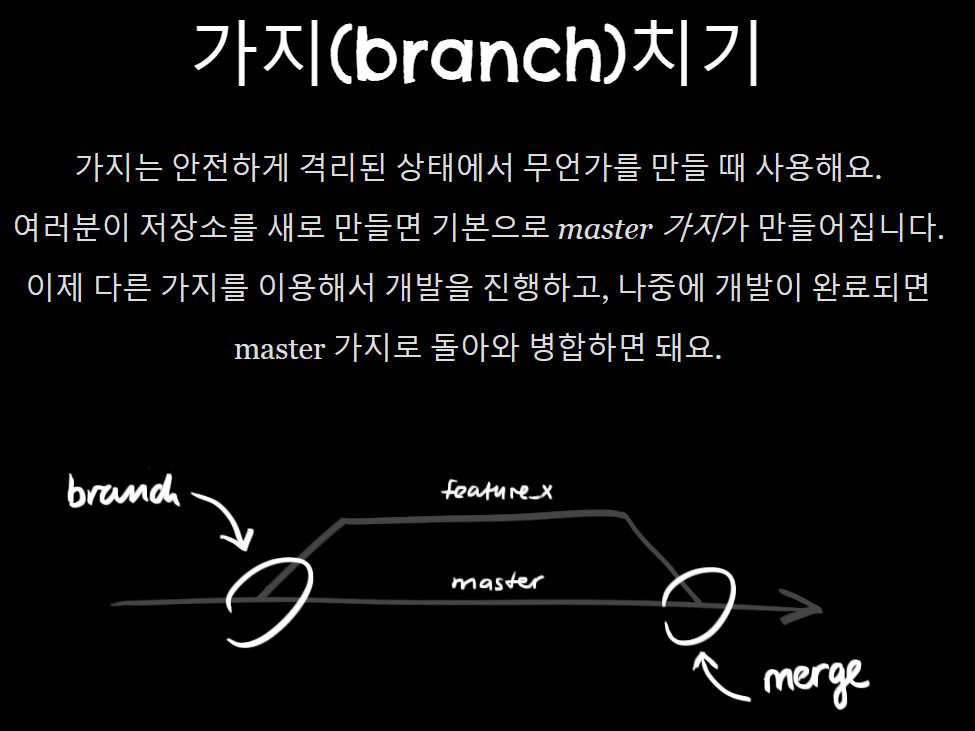 가지(branch)치기
가지는 안전하게 격리된 상태에서 무언가를 만들 때 사용해요.
여러분이 저장소를 새로 만들면 기본으로 master 가지가 만들어집니다.
이제 다른 가지를 이용해서 개발을 진행하고, 나중에 개발이 완료되면
master 가지로 돌아와 병합하면 돼요.
branch
feature_x
master
merge